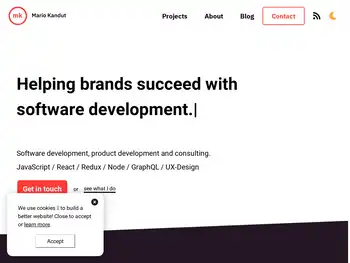 mk
Mario Kandut
Projects
About
Blog
Contact
Helping brands succeed with
software development.|
Software development, product development and consulting.
JavaScript / React / Redux / Node / GraphQL / UX-Design
Get in touch
or
see what I do
We use cookies to build a
better website! Close to accept
or learn more
Accept